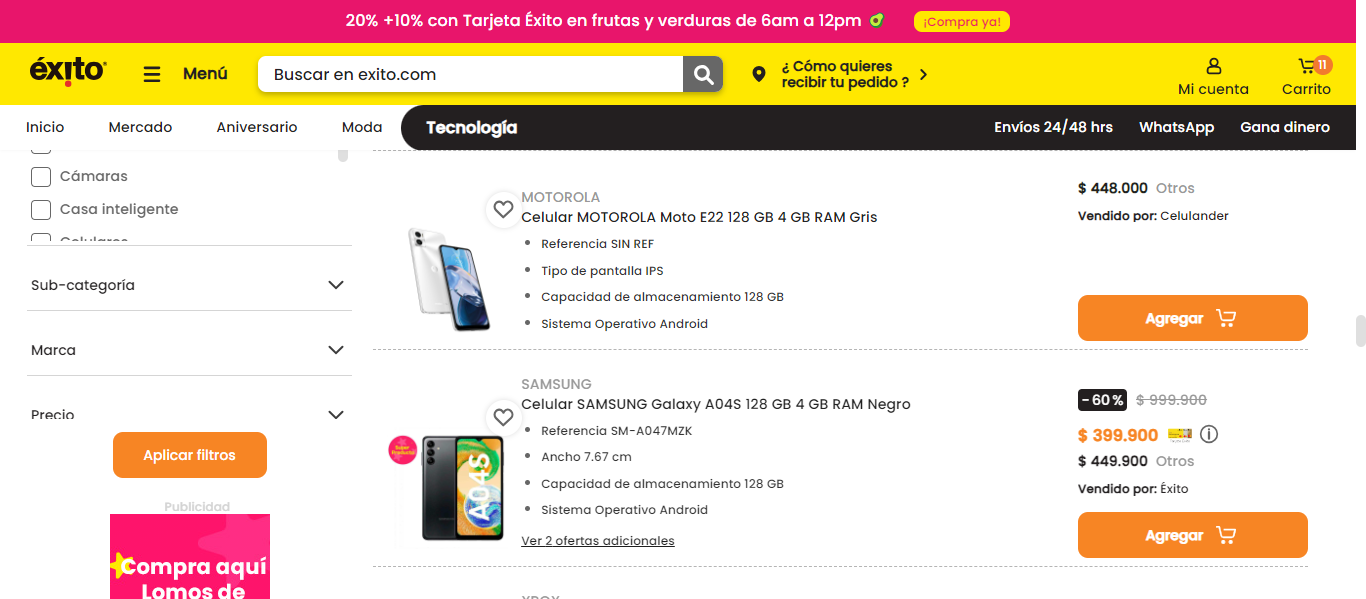 20% +10% con Tarjeta Éxito en frutas y verduras de 6am a 12pm
¡Compra ya!
éxito
Menú
Buscar en exito.com
¿ Cómo quieres
recibir tu pedido ?
Mi cuenta
11
Carrito
Inicio
Mercado
Aniversario
Moda
Tecnología
Envíos 24/48 hrs
WhatsApp
Gana dinero
Cámaras
Casa inteligente
Celulares
Sub-categoría
Marca
Precio
Aplicar filtros
Publicidad
Compra aquí
Lomos de
MOTOROLA
Celular MOTOROLA Moto E22 128 GB 4 GB RAM Gris
Referencia SIN REF
Tipo de pantalla IPS
Capacidad de almacenamiento 128 GB
Sistema Operativo Android
$ 448.000 Otros
Vendido por: Celulander
Agregar
SAMSUNG
Celular SAMSUNG Galaxy A04S 128 GB 4 GB RAM Negro
Referencia SM-A047MZK
Ancho 7.67 cm
Capacidad de almacenamiento 128 GB
Sistema Operativo Android
Ver 2 ofertas adicionales
A04s
- 60 % $ 999.900
$ 399.900
$ 449.900 Otros
Vendido por: Éxito
Agregar
XBOX